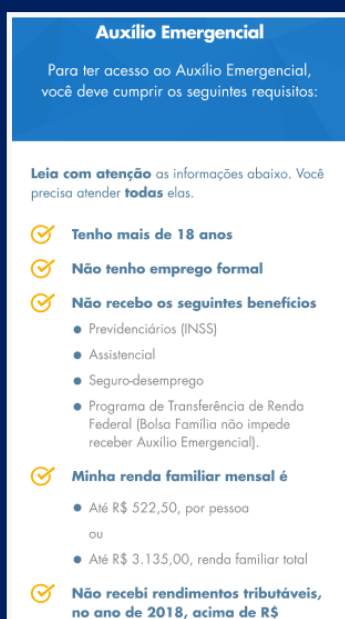 Auxílio Emergencial
Para ter acesso ao Auxílio Emergencial,
você deve cumprir os seguintes requisitos:
Leia com atenção as informações abaixo. Você
precisa atender todas elas.
Tenho mais de 18 anos
Não tenho emprego formal
Não recebo os seguintes benefícios
Previdenciários (INSS)
Assistencial
Seguro-desemprego
Programa de Transferência de Renda
Federal (Bolsa Família não impede
receber Auxílio Emergencial).
Minha renda familiar mensal é
Até R$ 522,50, por pessoa
ou
Até R$ 3.135,00, renda familiar total
Não recebi rendimentos tributáveis,
no ano de 2018, acima de R$